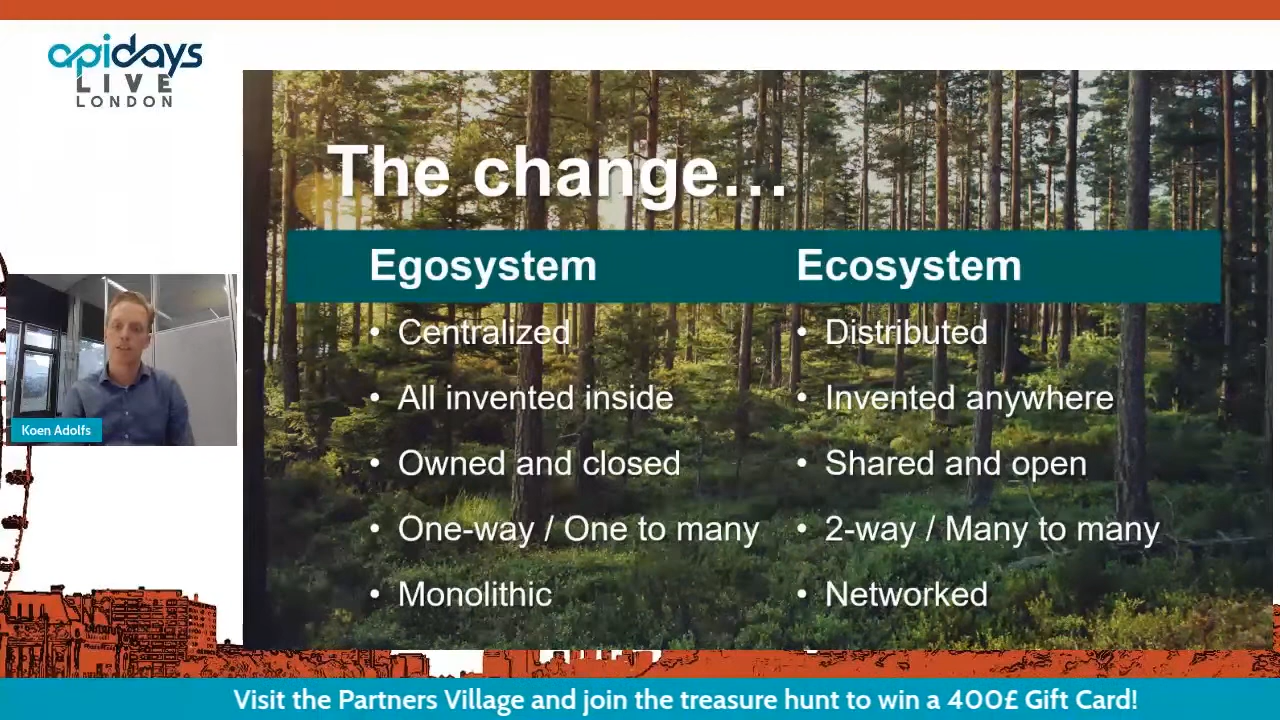 apidays
LIVE
LONDON
The change...
Egosystem
Ecosystem
• Centralized
• Distributed
• All invented inside
• Invented anywhere
• Owned and closed
• Shared and open
• One-way / One to many
• 2-way / Many to many
• Monolithic
• Networked
Koen Adolfs
Visit the Partners Village and join the treasure hunt to win a 400£ Gift Card!